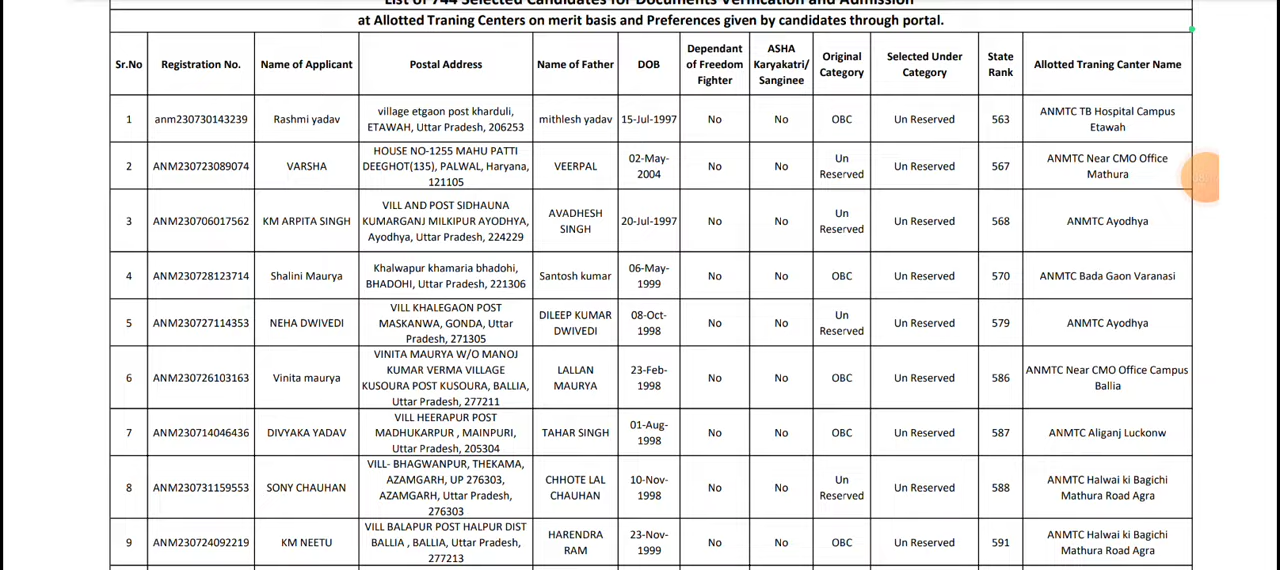 List of 744 Selected Candidates for Documents Verification and Admission
at Allotted Traning Centers on merit basis and Preferences given by candidates through portal.
Sr.No | Registration No. | Name of Applicant | Postal Address | Name of Father | DOB | Dependant of Freedom Fighter | ASHA Karyakatri/ Sanginee | Original Category | Selected Under Category | State Rank | Allotted Traning Canter Name
1 | anm230730143239 | Rashmi yadav | village etgaon post kharduli, ETAWAH, Uttar Pradesh, 206253 | mithlesh yadav | 15-Jul-1997 | No | No | OBC | Un Reserved | 563 | ANMTC TB Hospital Campus Etawah
2 | ANM230723089074 | VARSHA | HOUSE NO-1255 MAHU PATTI DEEGHOT(135), PALWAL, Haryana, 121105 | VEERPAL | 02-May-2004 | No | No | Un Reserved | Un Reserved | 567 | ANMTC Near CMO Office Mathura
3 | ANM230706017562 | KM ARPITA SINGH | VILL AND POST SIDHAUNA KUMARGANJ MILKIPUR AYODHYA, Ayodhya, Uttar Pradesh, 224229 | AVADHESH SINGH | 20-Jul-1997 | No | No | Un Reserved | Un Reserved | 568 | ANMTC Ayodhya
4 | ANM230728123714 | Shalini Maurya | Khalwapur khamaria bhadohi, BHADOHI, Uttar Pradesh, 221306 | Santosh kumar | 06-May-1999 | No | No | OBC | Un Reserved | 570 | ANMTC Bada Gaon Varanasi
5 | ANM230727114353 | NEHA DWIVEDI | VILL KHALEGAON POST MASKANWA, GONDA, Uttar Pradesh, 271305 | DILEEP KUMAR DWIVEDI | 08-Oct-1998 | No | No | Un Reserved | Un Reserved | 579 | ANMTC Ayodhya
6 | ANM230726103163 | Vinita maurya | VINITA MAURYA W/O MANOJ KUMAR VERMA VILLAGE KUSOURA POST KUSOURA, BALLIA, Uttar Pradesh, 277211 | LALLAN MAURYA | 23-Feb-1998 | No | No | OBC | Un Reserved | 586 | ANMTC Near CMO Office Campus Ballia
7 | ANM230714046436 | DIVYAKA YADAV | VILL HEERAPUR POST MADHUKARPUR , MAINPURI, Uttar Pradesh, 205304 | TAHAR SINGH | 01-Aug-1998 | No | No | OBC | Un Reserved | 587 | ANMTC Aliganj Luckonw
8 | ANM230731159553 | SONY CHAUHAN | VILL- BHAGWANPUR, THEKAMA, AZAMGARH, UP 276303, AZAMGARH, Uttar Pradesh, 276303 | CHHOTE LAL CHAUHAN | 10-Nov-1998 | No | No | Un Reserved | Un Reserved | 588 | ANMTC Halwai ki Bagichi Mathura Road Agra
9 | ANM230724092219 | KM NEETU | VILL BALAPUR POST HALPUR DIST BALLIA , BALLIA, Uttar Pradesh, 277213 | HARENDRA RAM | 23-Nov-1999 | No | No | OBC | Un Reserved | 591 | ANMTC Halwai ki Bagichi Mathura Road Agra